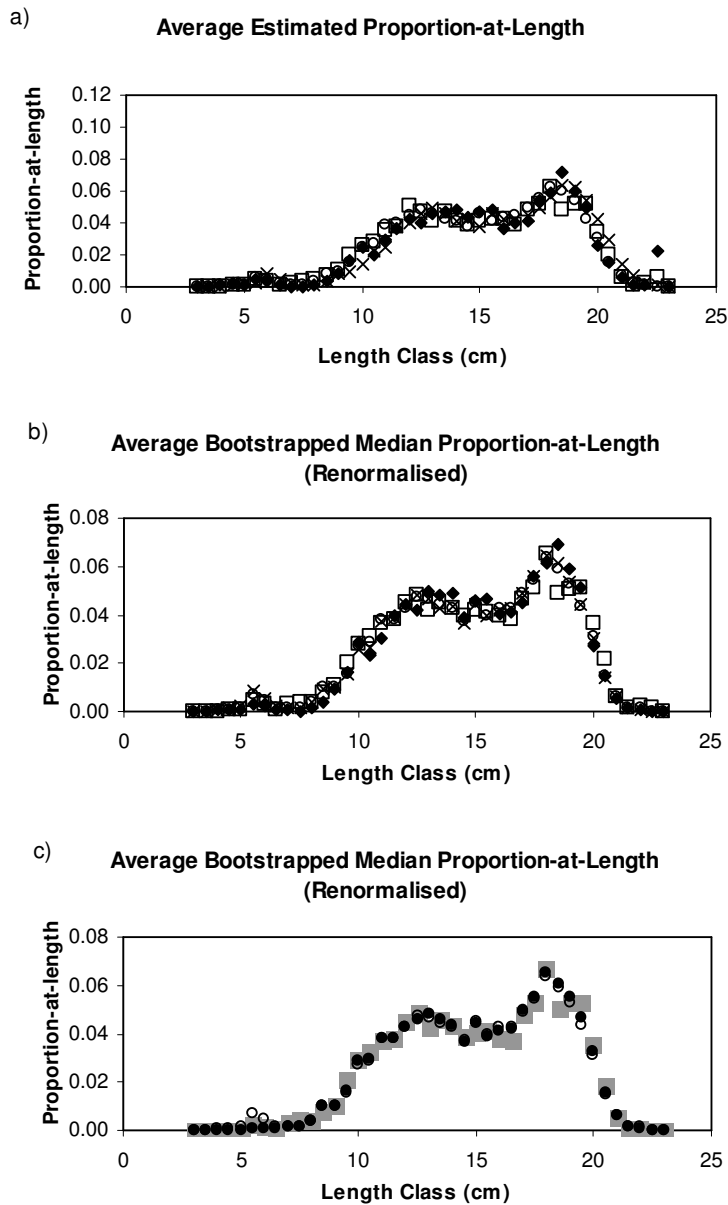 a)
Average Estimated Proportion-at-Length
0.12
0.10
0.08
0.06
0.04
0.02
0.00
Proportion-at-length
0 5 10 15 20 25
Length Class (cm)
b)
Average Bootstrapped Median Proportion-at-Length
(Renormalised)
0.08
0.06
0.04
0.02
0.00
Proportion-at-length
0 5 10 15 20 25
Length Class (cm)
c)
Average Bootstrapped Median Proportion-at-Length
(Renormalised)
0.08
0.06
0.04
0.02
0.00
Proportion-at-length
0 5 10 15 20 25
Length Class (cm)